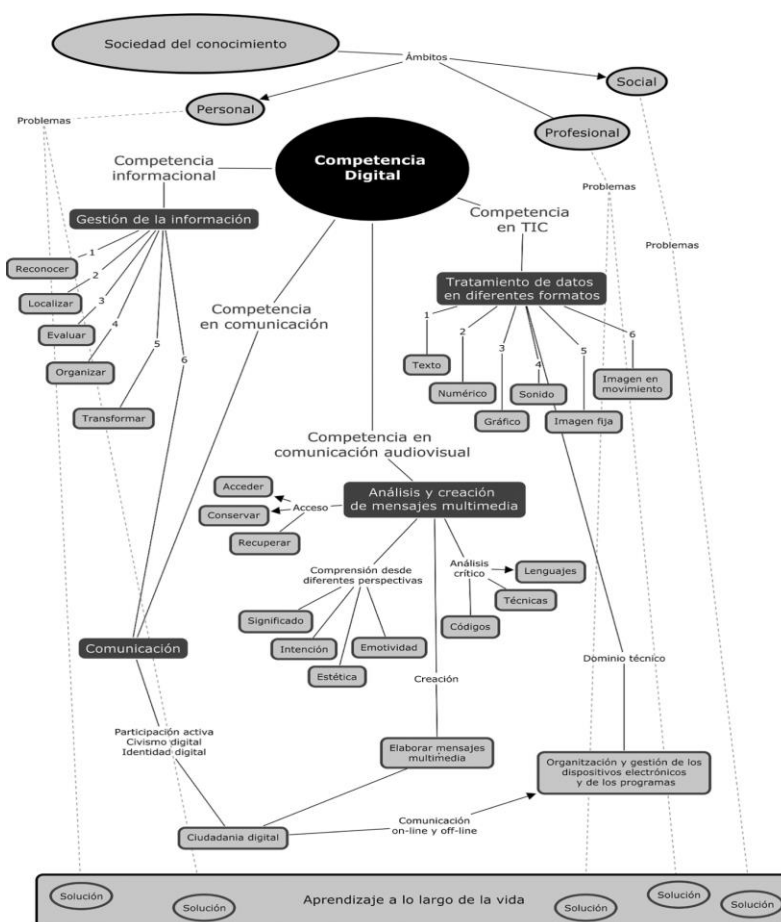 Sociedad del conocimiento
Ámbitos
Social
Personal
Profesional
Problemas
Problemas
Problemas
Competencia
Digital
Competencia
informacional
Gestión de la información
1
2
3
4
5
6
Reconocer
Localizar
Evaluar
Organizar
Transformar
Competencia
en TIC
Tratamiento de datos
en diferentes formatos
1
2
3
4
5
6
Texto
Numérico
Gráfico
Sonido
Imagen fija
Imagen en
movimiento
Competencia
en comunicación
Competencia en
comunicación audiovisual
Análisis y creación
de mensajes multimedia
Acceso
Acceder
Conservar
Recuperar
Comprensión desde
diferentes perspectivas
Significado
Intención
Estética
Emotividad
Análisis
crítico
Lenguajes
Técnicas
Códigos
Creación
Elaborar mensajes
multimedia
Comunicación
Participación activa
Civismo digital
Identidad digital
Ciudadania digital
Comunicación
on-line y off-line
Dominio técnico
Organitzación y gestión de los
dispositivos electrónicos
y de los programas
Solución
Solución
Aprendizaje a lo largo de la vida
Solución
Solución
Solución